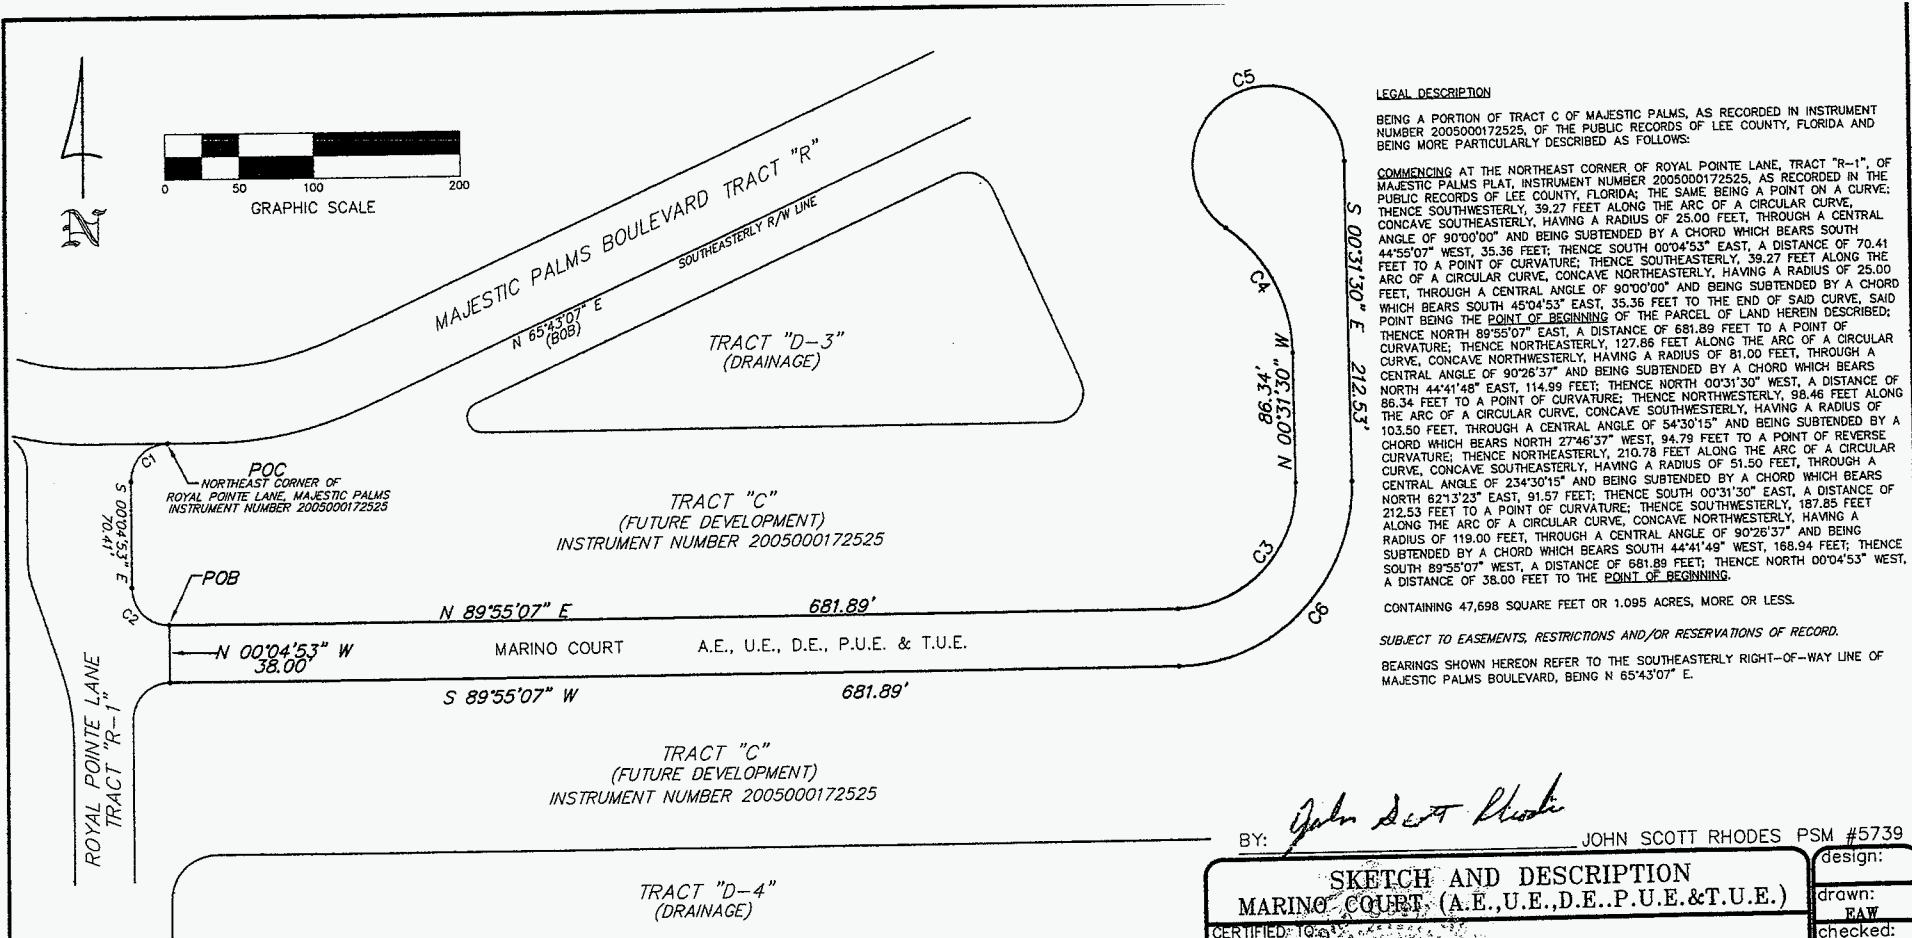 0 50 100 200
GRAPHIC SCALE
N
MAJESTIC PALMS BOULEVARD TRACT "R"
SOUTHEASTERLY R/W LINE
N 65°43'07" E
(BOB)
TRACT "D-3"
(DRAINAGE)
C5
C4
S 00°31'30" E 212.53'
86.34'
N 00°31'30" W
C1
POC
NORTHEAST CORNER OF
ROYAL POINTE LANE, MAJESTIC PALMS
INSTRUMENT NUMBER 2005000172525
S 00°04'53" E
70.41'
TRACT "C"
(FUTURE DEVELOPMENT)
INSTRUMENT NUMBER 2005000172525
C3
POB
C2
N 89°55'07" E 681.89'
C6
N 00°04'53" W
38.00'
MARINO COURT A.E., U.E., D.E., P.U.E. & T.U.E.
S 89°55'07" W 681.89'
ROYAL POINTE LANE
TRACT "R-1"
TRACT "C"
(FUTURE DEVELOPMENT)
INSTRUMENT NUMBER 2005000172525
TRACT "D-4"
(DRAINAGE)
LEGAL DESCRIPTION
BEING A PORTION OF TRACT C OF MAJESTIC PALMS, AS RECORDED IN INSTRUMENT
NUMBER 2005000172525, OF THE PUBLIC RECORDS OF LEE COUNTY, FLORIDA AND
BEING MORE PARTICULARLY DESCRIBED AS FOLLOWS:
COMMENCING AT THE NORTHEAST CORNER OF ROYAL POINTE LANE, TRACT "R-1", OF
MAJESTIC PALMS PLAT, INSTRUMENT NUMBER 2005000172525, AS RECORDED IN THE
PUBLIC RECORDS OF LEE COUNTY, FLORIDA; THE SAME BEING A POINT ON A CURVE;
THENCE SOUTHWESTERLY, 39.27 FEET ALONG THE ARC OF A CIRCULAR CURVE,
CONCAVE SOUTHEASTERLY, HAVING A RADIUS OF 25.00 FEET, THROUGH A CENTRAL
ANGLE OF 90°00'00" AND BEING SUBTENDED BY A CHORD WHICH BEARS SOUTH
44°55'07" WEST, 35.36 FEET; THENCE SOUTH 00°04'53" EAST, A DISTANCE OF 70.41
FEET TO A POINT OF CURVATURE; THENCE SOUTHEASTERLY, 39.27 FEET ALONG THE
ARC OF A CIRCULAR CURVE, CONCAVE NORTHEASTERLY, HAVING A RADIUS OF 25.00
FEET, THROUGH A CENTRAL ANGLE OF 90°00'00" AND BEING SUBTENDED BY A CHORD
WHICH BEARS SOUTH 45°04'53" EAST, 35.36 FEET TO THE END OF SAID CURVE, SAID
POINT BEING THE POINT OF BEGINNING OF THE PARCEL OF LAND HEREIN DESCRIBED;
THENCE NORTH 89°55'07" EAST, A DISTANCE OF 681.89 FEET TO A POINT OF
CURVATURE; THENCE NORTHEASTERLY, 127.86 FEET ALONG THE ARC OF A CIRCULAR
CURVE, CONCAVE NORTHWESTERLY, HAVING A RADIUS OF 81.00 FEET, THROUGH A
CENTRAL ANGLE OF 90°26'37" AND BEING SUBTENDED BY A CHORD WHICH BEARS
NORTH 44°41'48" EAST, 114.99 FEET; THENCE NORTH 00°31'30" WEST, A DISTANCE OF
86.34 FEET TO A POINT OF CURVATURE; THENCE NORTHWESTERLY, 98.46 FEET ALONG
THE ARC OF A CIRCULAR CURVE, CONCAVE SOUTHWESTERLY, HAVING A RADIUS OF
103.50 FEET, THROUGH A CENTRAL ANGLE OF 54°30'15" AND BEING SUBTENDED BY A
CHORD WHICH BEARS NORTH 27°46'37" WEST, 94.79 FEET TO A POINT OF REVERSE
CURVATURE; THENCE NORTHEASTERLY, 210.78 FEET ALONG THE ARC OF A CIRCULAR
CURVE, CONCAVE SOUTHEASTERLY, HAVING A RADIUS OF 51.50 FEET, THROUGH A
CENTRAL ANGLE OF 234°30'15" AND BEING SUBTENDED BY A CHORD WHICH BEARS
NORTH 62°13'23" EAST, 91.57 FEET; THENCE SOUTH 00°31'30" EAST, A DISTANCE OF
212.53 FEET TO A POINT OF CURVATURE; THENCE SOUTHWESTERLY, 187.85 FEET
ALONG THE ARC OF A CIRCULAR CURVE, CONCAVE NORTHWESTERLY, HAVING A
RADIUS OF 119.00 FEET, THROUGH A CENTRAL ANGLE OF 90°26'37" AND BEING
SUBTENDED BY A CHORD WHICH BEARS SOUTH 44°41'49" WEST, 168.94 FEET; THENCE
SOUTH 89°55'07" WEST, A DISTANCE OF 681.89 FEET; THENCE NORTH 00°04'53" WEST,
A DISTANCE OF 38.00 FEET TO THE POINT OF BEGINNING.
CONTAINING 47,698 SQUARE FEET OR 1.095 ACRES, MORE OR LESS.
SUBJECT TO EASEMENTS, RESTRICTIONS AND/OR RESERVATIONS OF RECORD.
BEARINGS SHOWN HEREON REFER TO THE SOUTHEASTERLY RIGHT-OF-WAY LINE OF
MAJESTIC PALMS BOULEVARD, BEING N 65°43'07" E.
John Scott Rhodes
BY: JOHN SCOTT RHODES PSM #5739
SKETCH AND DESCRIPTION
MARINO COURT (A.E.,U.E.,D.E..P.U.E.&T.U.E.)
CERTIFIED TO:
design:
drawn:
EAW
checked: